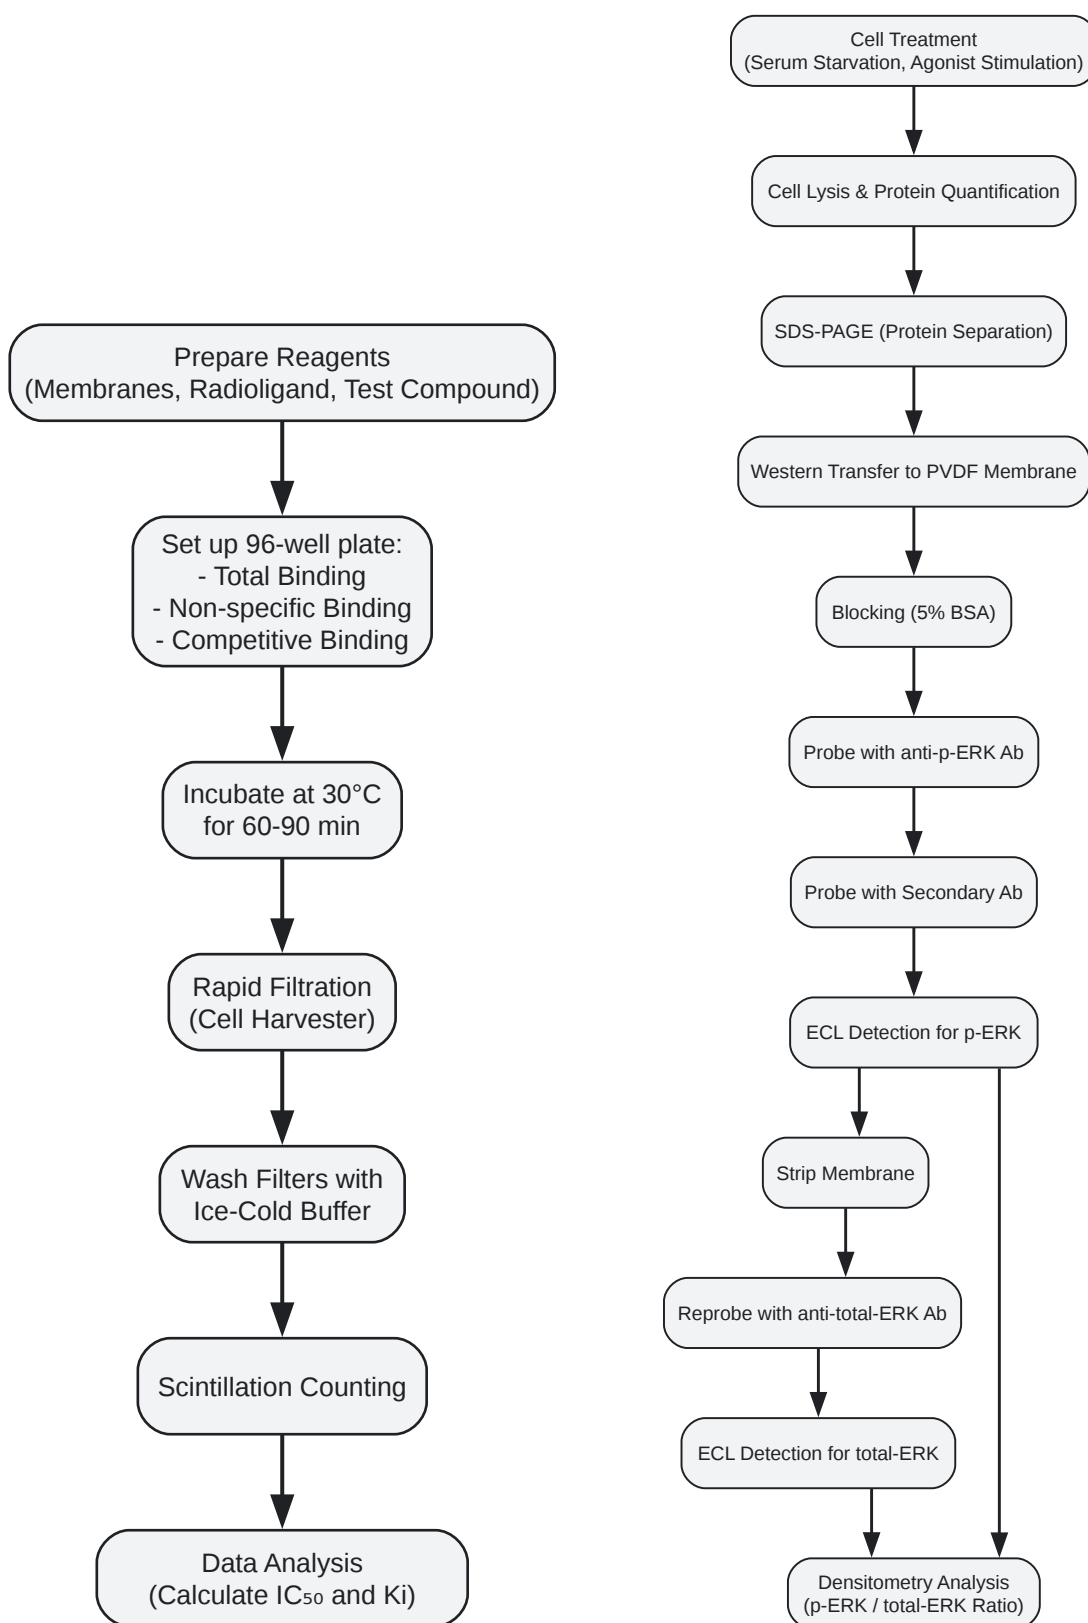 Prepare Reagents
(Membranes, Radioligand, Test Compound)
Set up 96-well plate:
- Total Binding
- Non-specific Binding
- Competitive Binding
Incubate at 30°C
for 60-90 min
Rapid Filtration
(Cell Harvester)
Wash Filters with
Ice-Cold Buffer
Scintillation Counting
Data Analysis
(Calculate IC₅₀ and Ki)
Cell Treatment
(Serum Starvation, Agonist Stimulation)
Cell Lysis & Protein Quantification
SDS-PAGE (Protein Separation)
Western Transfer to PVDF Membrane
Blocking (5% BSA)
Probe with anti-p-ERK Ab
Probe with Secondary Ab
ECL Detection for p-ERK
Strip Membrane
Reprobe with anti-total-ERK Ab
ECL Detection for total-ERK
Densitometry Analysis
(p-ERK / total-ERK Ratio)